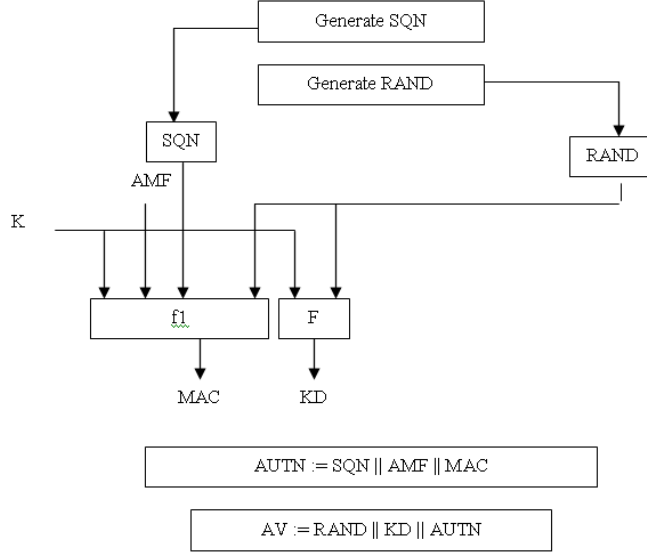 Generate SQN
Generate RAND
SQN
RAND
AMF
K
f1
F
MAC
KD
AUTN := SQN || AMF || MAC
AV := RAND || KD || AUTN